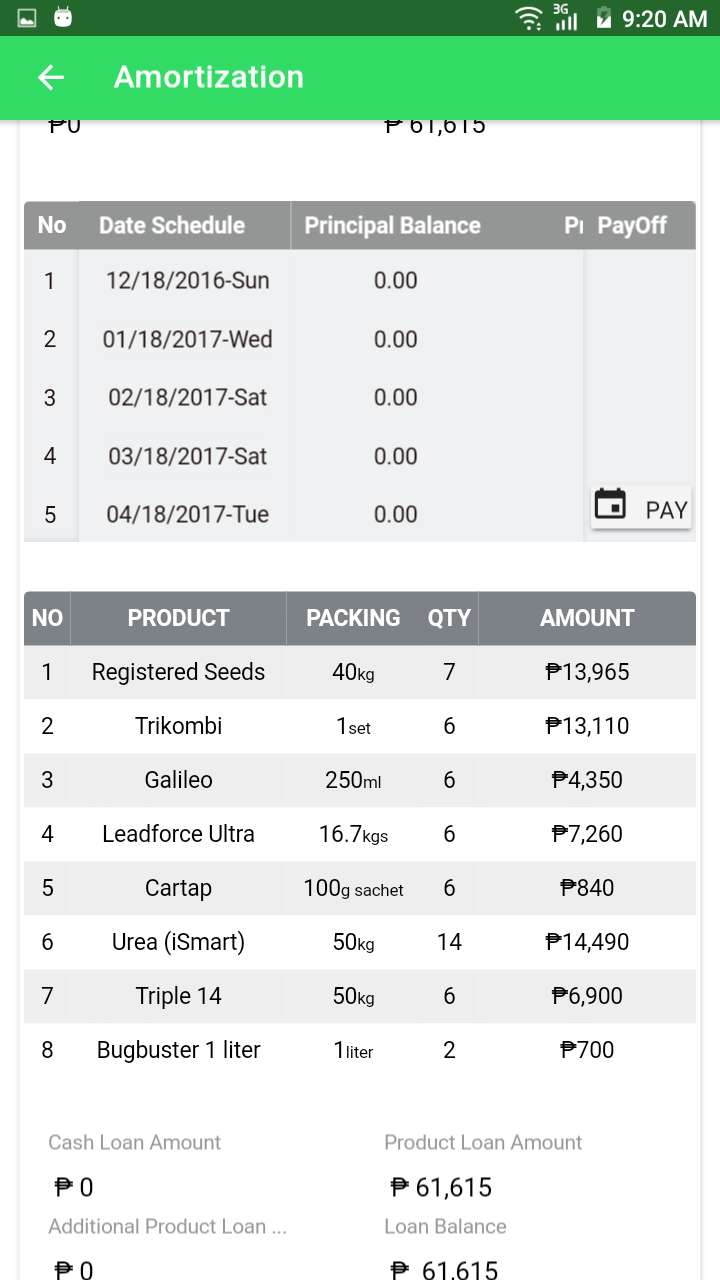 3G 9:20 AM
Amortization
₱0 ₱ 61,615
No Date Schedule Principal Balance Pr PayOff
1 12/18/2016-Sun 0.00
2 01/18/2017-Wed 0.00
3 02/18/2017-Sat 0.00
4 03/18/2017-Sat 0.00
5 04/18/2017-Tue 0.00 PAY
NO PRODUCT PACKING QTY AMOUNT
1 Registered Seeds 40kg 7 ₱13,965
2 Trikombi 1set 6 ₱13,110
3 Galileo 250ml 6 ₱4,350
4 Leadforce Ultra 16.7kgs 6 ₱7,260
5 Cartap 100g sachet 6 ₱840
6 Urea (iSmart) 50kg 14 ₱14,490
7 Triple 14 50kg 6 ₱6,900
8 Bugbuster 1 liter 1liter 2 ₱700
Cash Loan Amount Product Loan Amount
₱ 0 ₱ 61,615
Additional Product Loan ... Loan Balance
₱ 0 ₱ 61,615